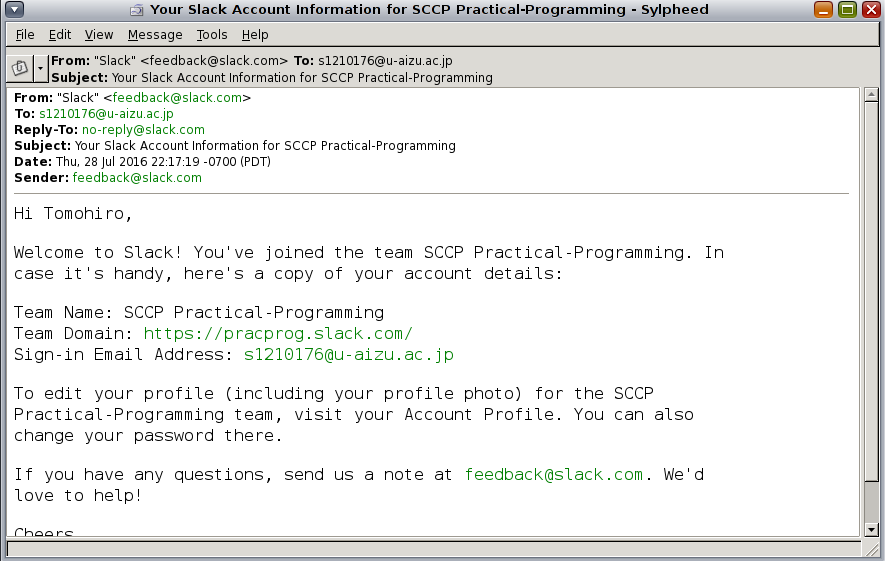 Your Slack Account Information for SCCP Practical-Programming - Sylpheed
File Edit View Message Tools Help
From: "Slack" <feedback@slack.com> To: s1210176@u-aizu.ac.jp
Subject: Your Slack Account Information for SCCP Practical-Programming
From: "Slack" <feedback@slack.com>
To: s1210176@u-aizu.ac.jp
Reply-To: no-reply@slack.com
Subject: Your Slack Account Information for SCCP Practical-Programming
Date: Thu, 28 Jul 2016 22:17:19 -0700 (PDT)
Sender: feedback@slack.com
Hi Tomohiro,
Welcome to Slack! You've joined the team SCCP Practical-Programming. In
case it's handy, here's a copy of your account details:
Team Name: SCCP Practical-Programming
Team Domain: https://pracprog.slack.com/
Sign-in Email Address: s1210176@u-aizu.ac.jp
To edit your profile (including your profile photo) for the SCCP
Practical-Programming team, visit your Account Profile. You can also
change your password there.
If you have any questions, send us a note at feedback@slack.com. We'd
love to help!
Cheers